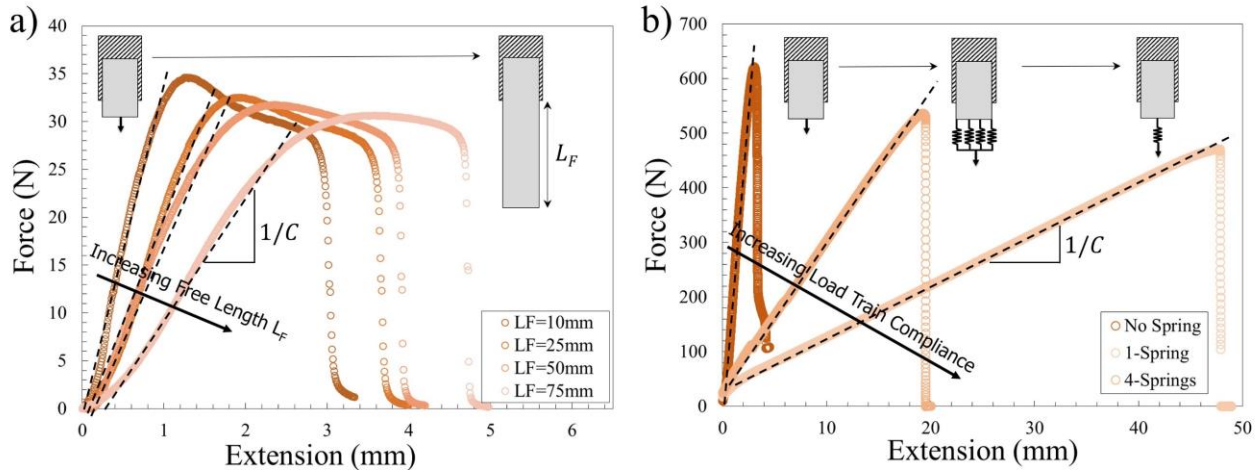 a)
40
35
30
25
20
15
10
5
0
Force (N)
0 1 2 3 4 5 6
Extension (mm)
L_F
1/C
Increasing Free Length L_F
LF=10mm
LF=25mm
LF=50mm
LF=75mm
b)
700
600
500
400
300
200
100
0
Force (N)
0 10 20 30 40 50
Extension (mm)
1/C
Increasing Load Train Compliance
No Spring
1-Spring
4-Springs